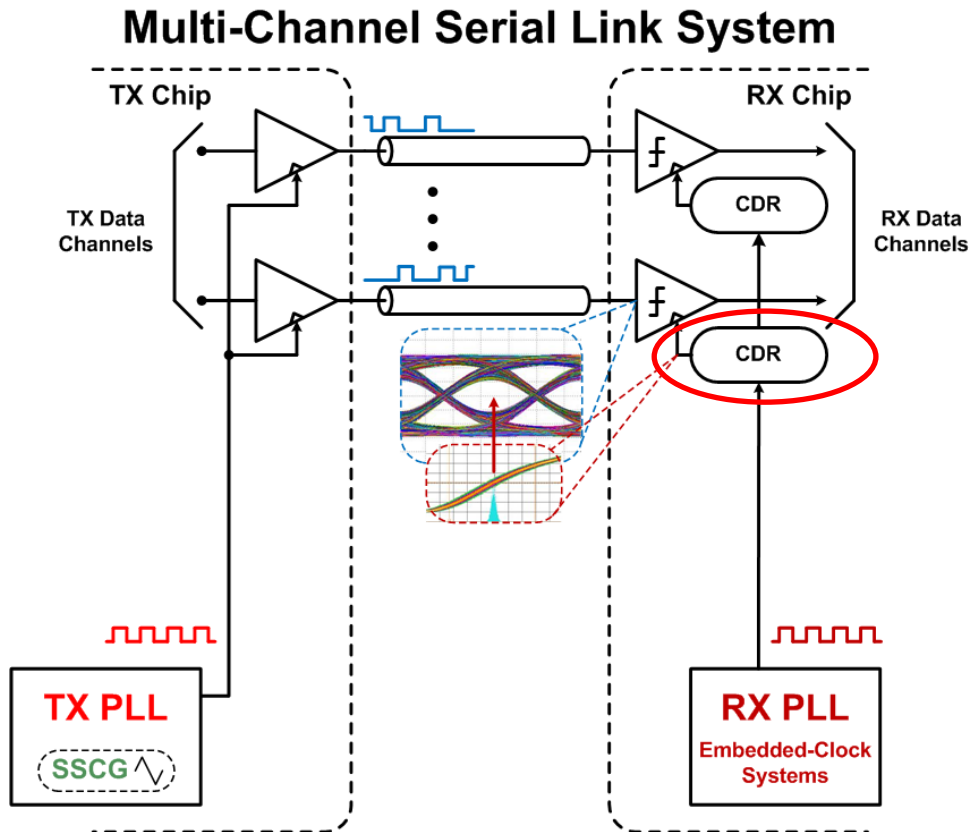 Multi-Channel Serial Link System
TX Chip
RX Chip
TX Data
Channels
CDR
RX Data
Channels
CDR
TX PLL
SSCG
RX PLL
Embedded-Clock
Systems